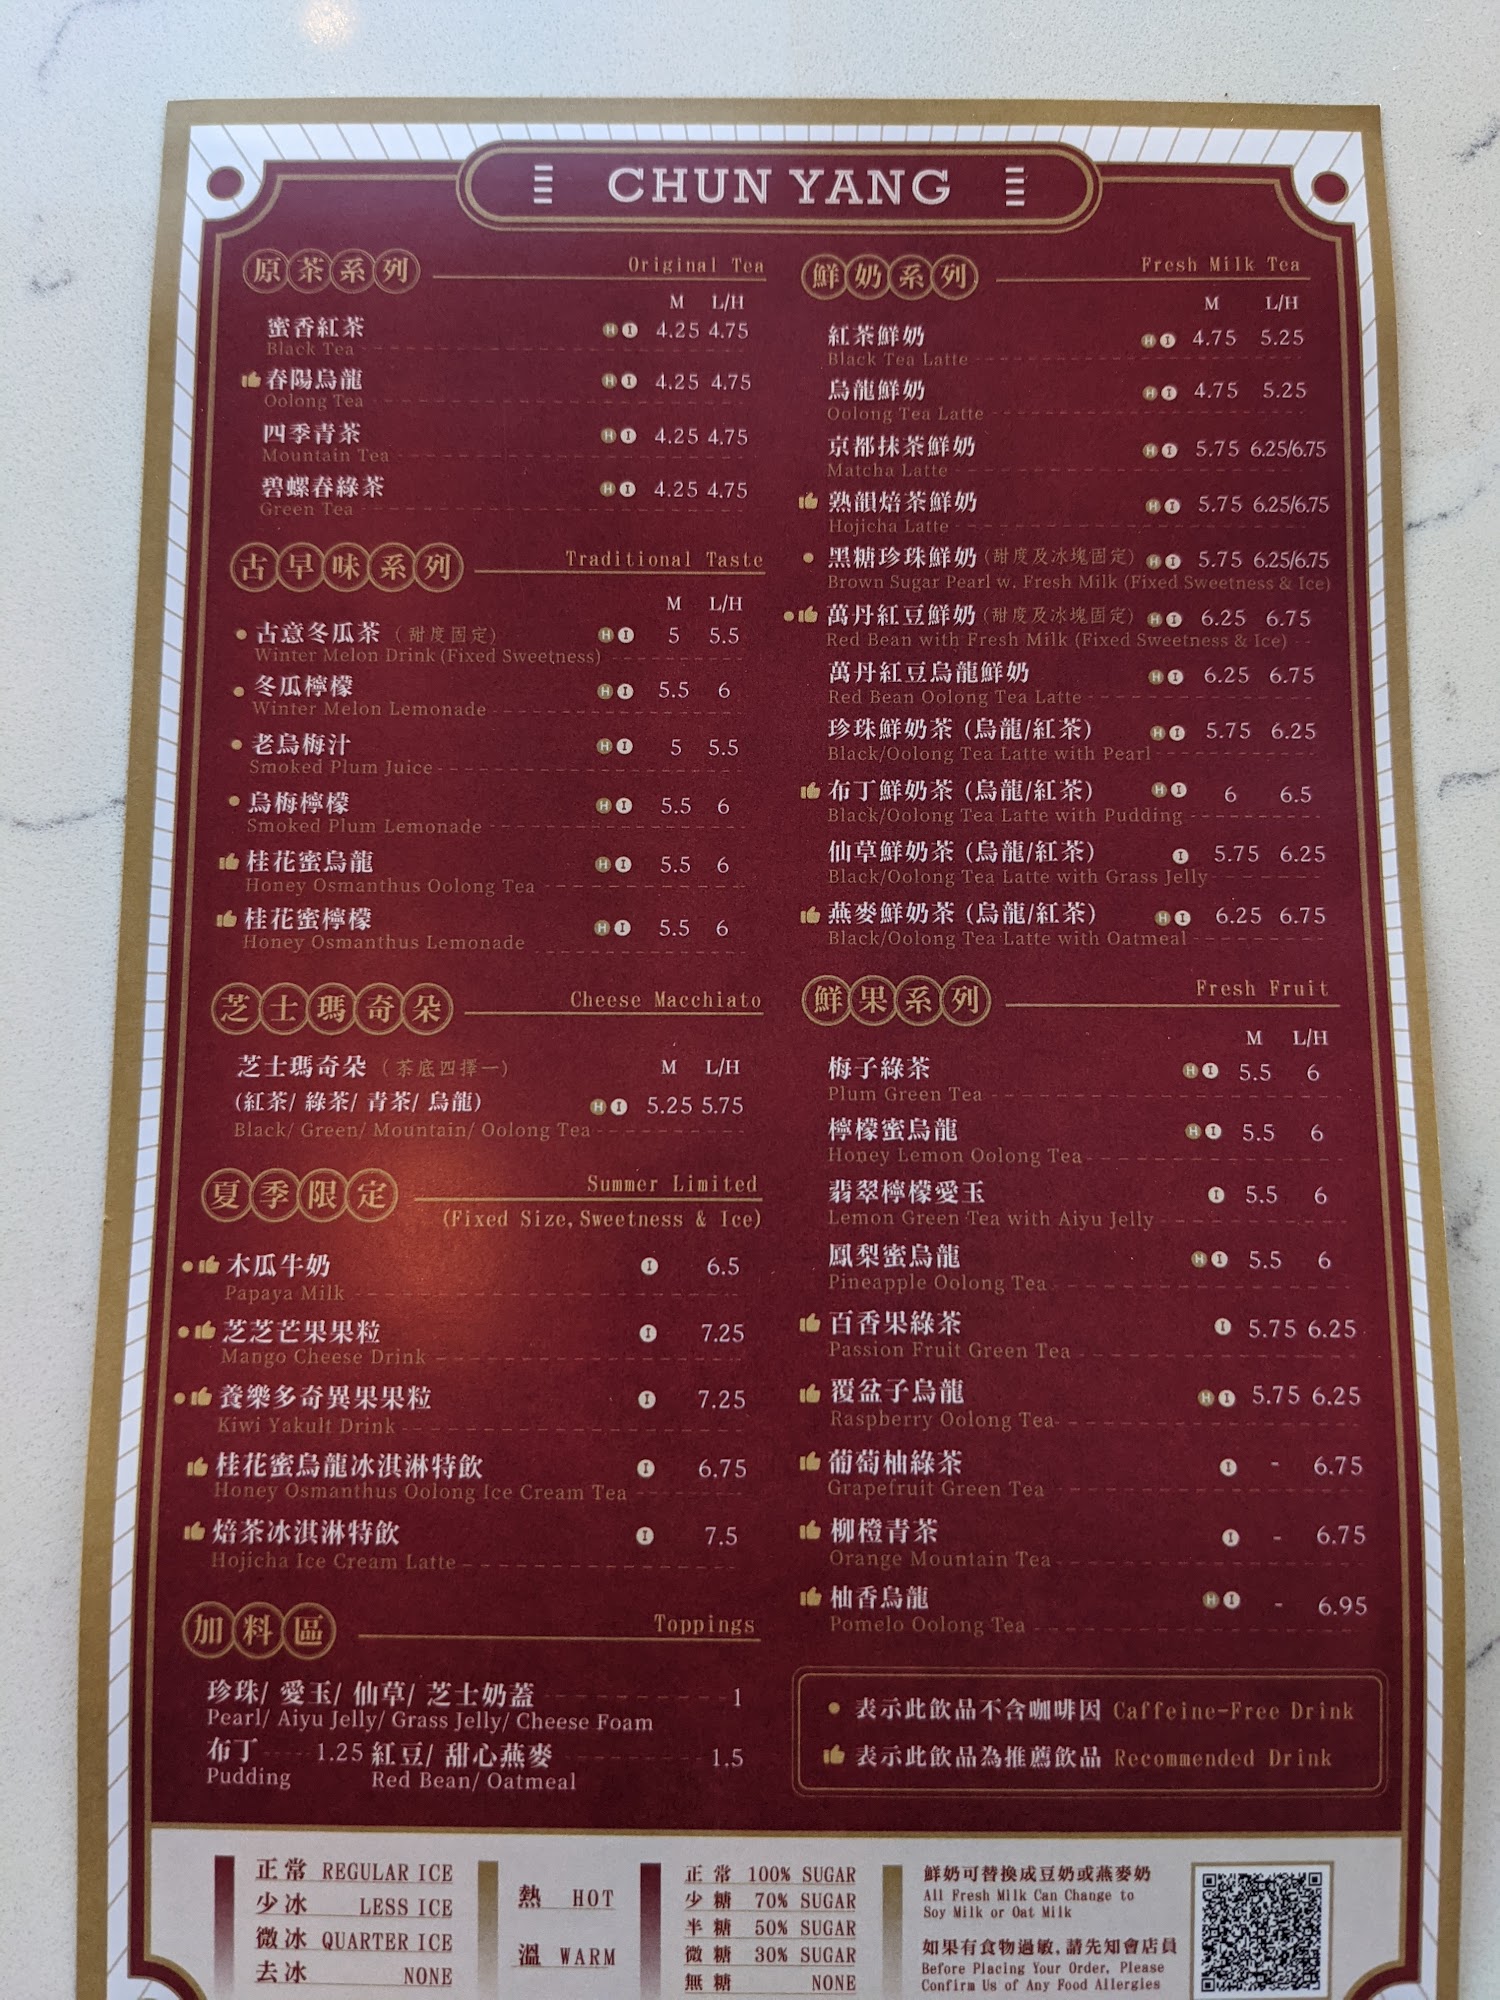 CHUN YANG
原茶系列 Original Tea
M L/H
蜜香紅茶 H I 4.25 4.75
Black Tea
春陽烏龍 H I 4.25 4.75
Oolong Tea
四季青茶 H I 4.25 4.75
Mountain Tea
碧螺春綠茶 H I 4.25 4.75
Green Tea
古早味系列 Traditional Taste
M L/H
古意冬瓜茶 (甜度固定) H I 5 5.5
Winter Melon Drink (Fixed Sweetness)
冬瓜檸檬 H I 5.5 6
Winter Melon Lemonade
老烏梅汁 H I 5 5.5
Smoked Plum Juice
烏梅檸檬 H I 5.5 6
Smoked Plum Lemonade
桂花蜜烏龍 H I 5.5 6
Honey Osmanthus Oolong Tea
桂花蜜檸檬 H I 5.5 6
Honey Osmanthus Lemonade
芝士瑪奇朵 Cheese Macchiato
芝士瑪奇朵 (茶底四擇一) M L/H
(紅茶/ 綠茶/ 青茶/ 烏龍) H I 5.25 5.75
Black/ Green/ Mountain/ Oolong Tea
夏季限定 Summer Limited
(Fixed Size, Sweetness & Ice)
木瓜牛奶 I 6.5
Papaya Milk
芝芝芒果果粒 I 7.25
Mango Cheese Drink
養樂多奇異果果粒 I 7.25
Kiwi Yakult Drink
桂花蜜烏龍冰淇淋特飲 I 6.75
Honey Osmanthus Oolong Ice Cream Tea
焙茶冰淇淋特飲 I 7.5
Hojicha Ice Cream Latte
加料區 Toppings
珍珠/ 愛玉/ 仙草/ 芝士奶蓋 1
Pearl/ Aiyu Jelly/ Grass Jelly/ Cheese Foam
布丁 1.25 紅豆/ 甜心燕麥 1.5
Pudding Red Bean/ Oatmeal
鮮奶系列 Fresh Milk Tea
M L/H
紅茶鮮奶 H I 4.75 5.25
Black Tea Latte
烏龍鮮奶 H I 4.75 5.25
Oolong Tea Latte
京都抹茶鮮奶 H I 5.75 6.25/6.75
Matcha Latte
熟韻焙茶鮮奶 H I 5.75 6.25/6.75
Hojicha Latte
黑糖珍珠鮮奶 (甜度及冰塊固定) H I 5.75 6.25/6.75
Brown Sugar Pearl w. Fresh Milk (Fixed Sweetness & Ice)
萬丹紅豆鮮奶 (甜度及冰塊固定) H I 6.25 6.75
Red Bean with Fresh Milk (Fixed Sweetness & Ice)
萬丹紅豆烏龍鮮奶 H I 6.25 6.75
Red Bean Oolong Tea Latte
珍珠鮮奶茶 (烏龍/紅茶) H I 5.75 6.25
Black/Oolong Tea Latte with Pearl
布丁鮮奶茶 (烏龍/紅茶) H I 6 6.5
Black/Oolong Tea Latte with Pudding
仙草鮮奶茶 (烏龍/紅茶) I 5.75 6.25
Black/Oolong Tea Latte with Grass Jelly
燕麥鮮奶茶 (烏龍/紅茶) H I 6.25 6.75
Black/Oolong Tea Latte with Oatmeal
鮮果系列 Fresh Fruit
M L/H
梅子綠茶 H I 5.5 6
Plum Green Tea
檸檬蜜烏龍 H I 5.5 6
Honey Lemon Oolong Tea
翡翠檸檬愛玉 I 5.5 6
Lemon Green Tea with Aiyu Jelly
鳳梨蜜烏龍 H I 5.5 6
Pineapple Oolong Tea
百香果綠茶 I 5.75 6.25
Passion Fruit Green Tea
覆盆子烏龍 H I 5.75 6.25
Raspberry Oolong Tea
葡萄柚綠茶 I - 6.75
Grapefruit Green Tea
柳橙青茶 I - 6.75
Orange Mountain Tea
柚香烏龍 H I - 6.95
Pomelo Oolong Tea
表示此飲品不含咖啡因 Caffeine-Free Drink
表示此飲品為推薦飲品 Recommended Drink
正常 REGULAR ICE
少冰 LESS ICE
微冰 QUARTER ICE
去冰 NONE
熱 HOT
溫 WARM
正常 100% SUGAR
少糖 70% SUGAR
半糖 50% SUGAR
微糖 30% SUGAR
無糖 NONE
鮮奶可替換成豆奶或燕麥奶
All Fresh Milk Can Change to
Soy Milk or Oat Milk
如果有食物過敏,請先知會店員
Before Placing Your Order, Please
Confirm Us of Any Food Allergies